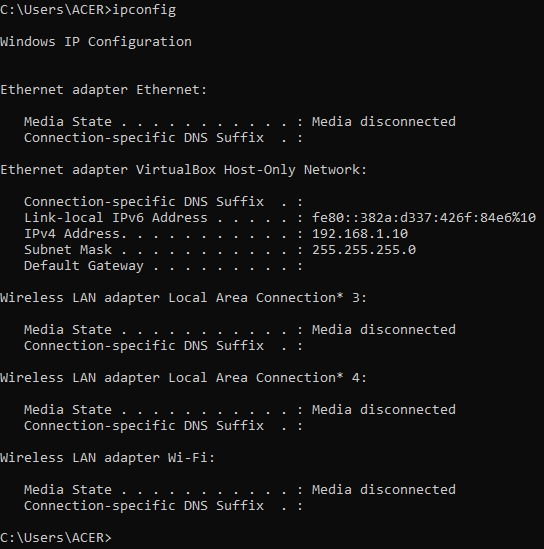 C:\Users\ACER>ipconfig
Windows IP Configuration
Ethernet adapter Ethernet:
   Media State . . . . . . . . . . . : Media disconnected
   Connection-specific DNS Suffix  . :
Ethernet adapter VirtualBox Host-Only Network:
   Connection-specific DNS Suffix  . :
   Link-local IPv6 Address . . . . . : fe80::382a:d337:426f:84e6%10
   IPv4 Address. . . . . . . . . . . : 192.168.1.10
   Subnet Mask . . . . . . . . . . . : 255.255.255.0
   Default Gateway . . . . . . . . . :
Wireless LAN adapter Local Area Connection* 3:
   Media State . . . . . . . . . . . : Media disconnected
   Connection-specific DNS Suffix  . :
Wireless LAN adapter Local Area Connection* 4:
   Media State . . . . . . . . . . . : Media disconnected
   Connection-specific DNS Suffix  . :
Wireless LAN adapter Wi-Fi:
   Media State . . . . . . . . . . . : Media disconnected
   Connection-specific DNS Suffix  . :
C:\Users\ACER>